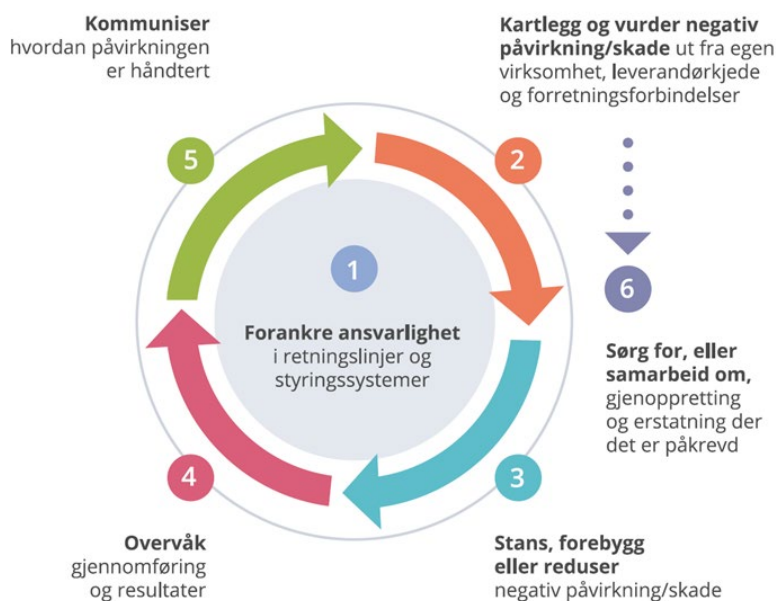 1
Forankre ansvarlighet
i retningslinjer og
styringssystemer
2
Kartlegg og vurder negativ
påvirkning/skade ut fra egen
virksomhet, leverandørkjede
og forretningsforbindelser
3
Stans, forebygg
eller reduser
negativ påvirkning/skade
4
Overvåk
gjennomføring
og resultater
5
Kommuniser
hvordan påvirkningen
er håndtert
6
Sørg for, eller
samarbeid om,
gjenoppretting
og erstatning der
det er påkrevd